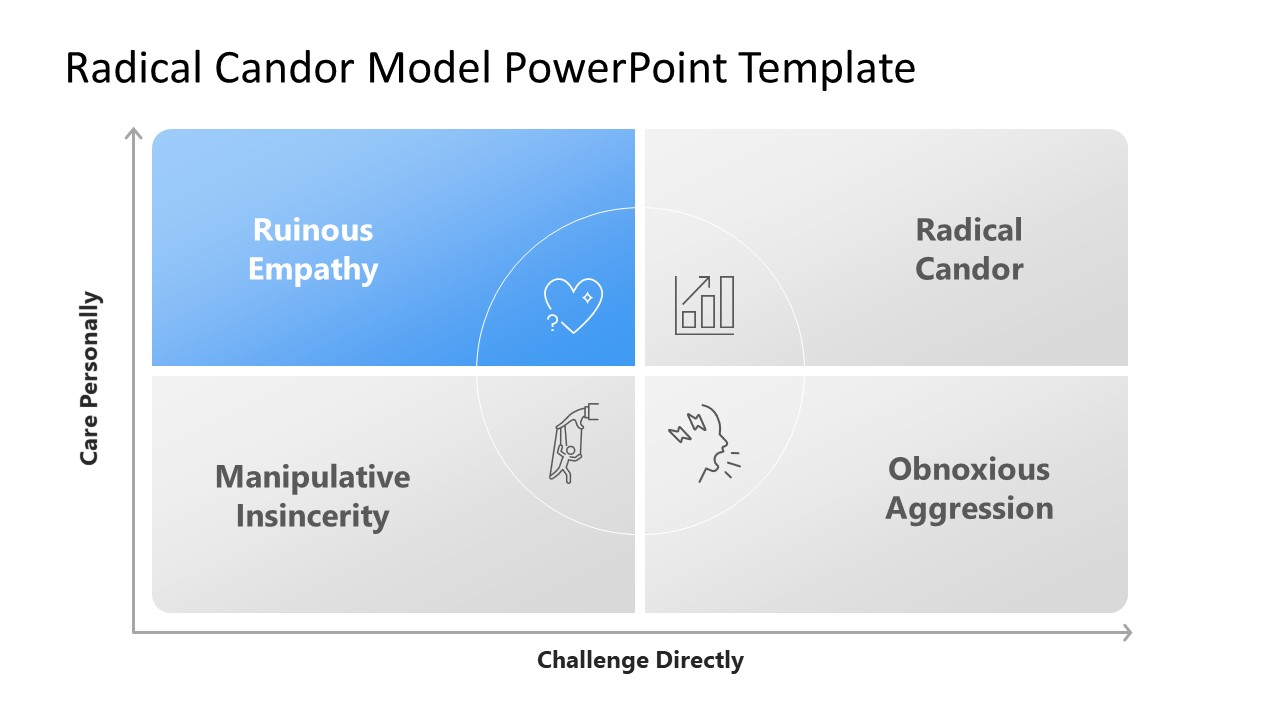 Radical Candor Model PowerPoint Template
Care Personally
Ruinous
Empathy
?
Radical
Candor
Manipulative
Insincerity
Obnoxious
Aggression
Challenge Directly